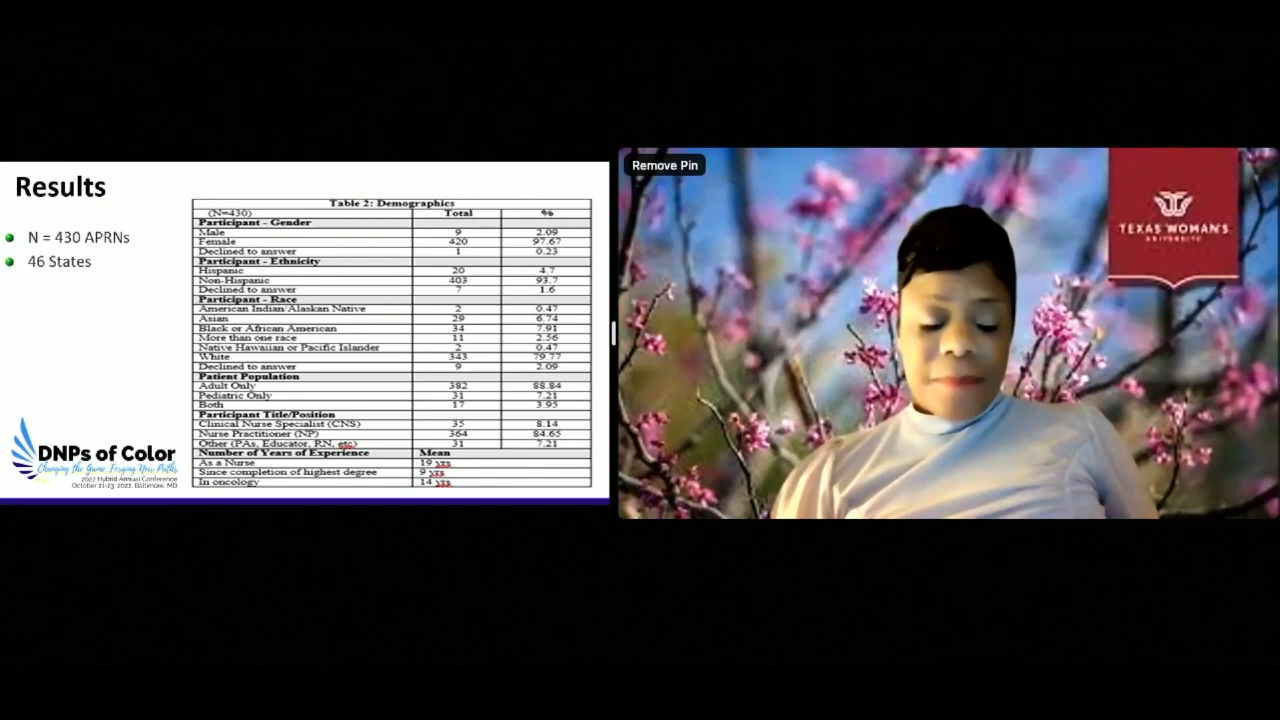 Results
N = 430 APRNs
46 States
Table 2: Demographics
(N=430) Total %
Participant - Gender
Male 9 2.09
Female 420 97.67
Declined to answer 1 0.23
Participant - Ethnicity
Hispanic 20 4.7
Non-Hispanic 403 93.7
Declined to answer 7 1.6
Participant - Race
American Indian/Alaskan Native 2 0.47
Asian 29 6.74
Black or African American 34 7.91
More than one race 11 2.56
Native Hawaiian or Pacific Islander 2 0.47
White 343 79.77
Declined to answer 9 2.09
Patient Population
Adult Only 382 88.84
Pediatric Only 31 7.21
Both 17 3.95
Participant Title/Position
Clinical Nurse Specialist (CNS) 35 8.14
Nurse Practitioner (NP) 364 84.65
Other (PAs, Educator, RN, etc) 31 7.21
Number of Years of Experience Mean
As a Nurse 19 yrs
Since completion of highest degree 9 yrs
In oncology 14 yrs
DNPs of Color
Changing the Game, Forging New Paths
2022 Hybrid Annual Conference
October 21-23, 2022, Baltimore, MD
Remove Pin
TEXAS WOMAN'S
UNIVERSITY